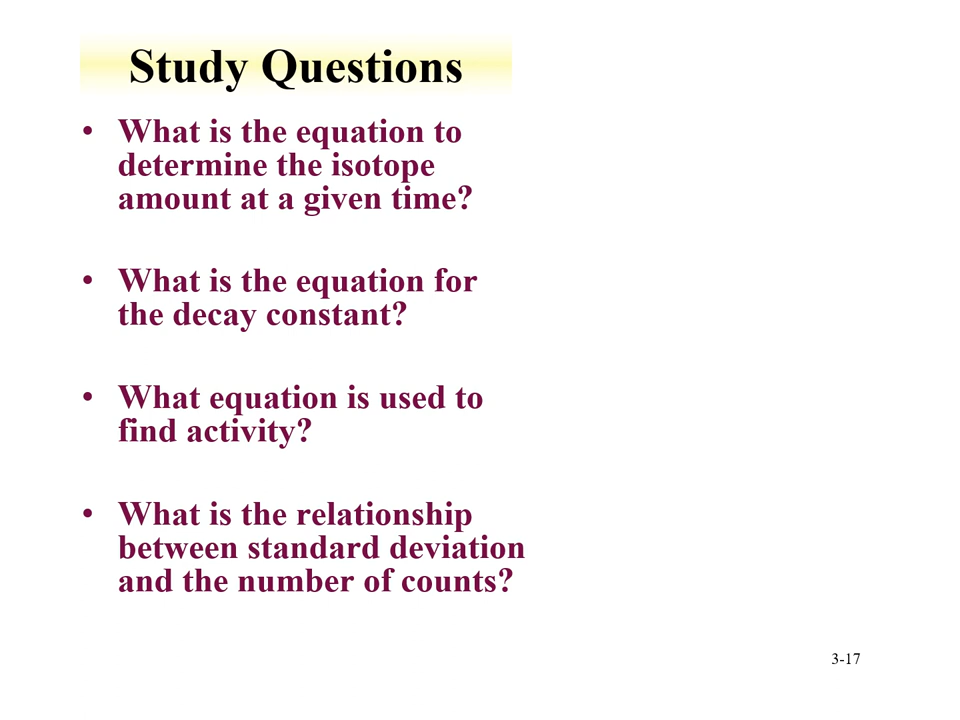 Study Questions
• What is the equation to
determine the isotope
amount at a given time?
• What is the equation for
the decay constant?
• What equation is used to
find activity?
• What is the relationship
between standard deviation
and the number of counts?
3-17